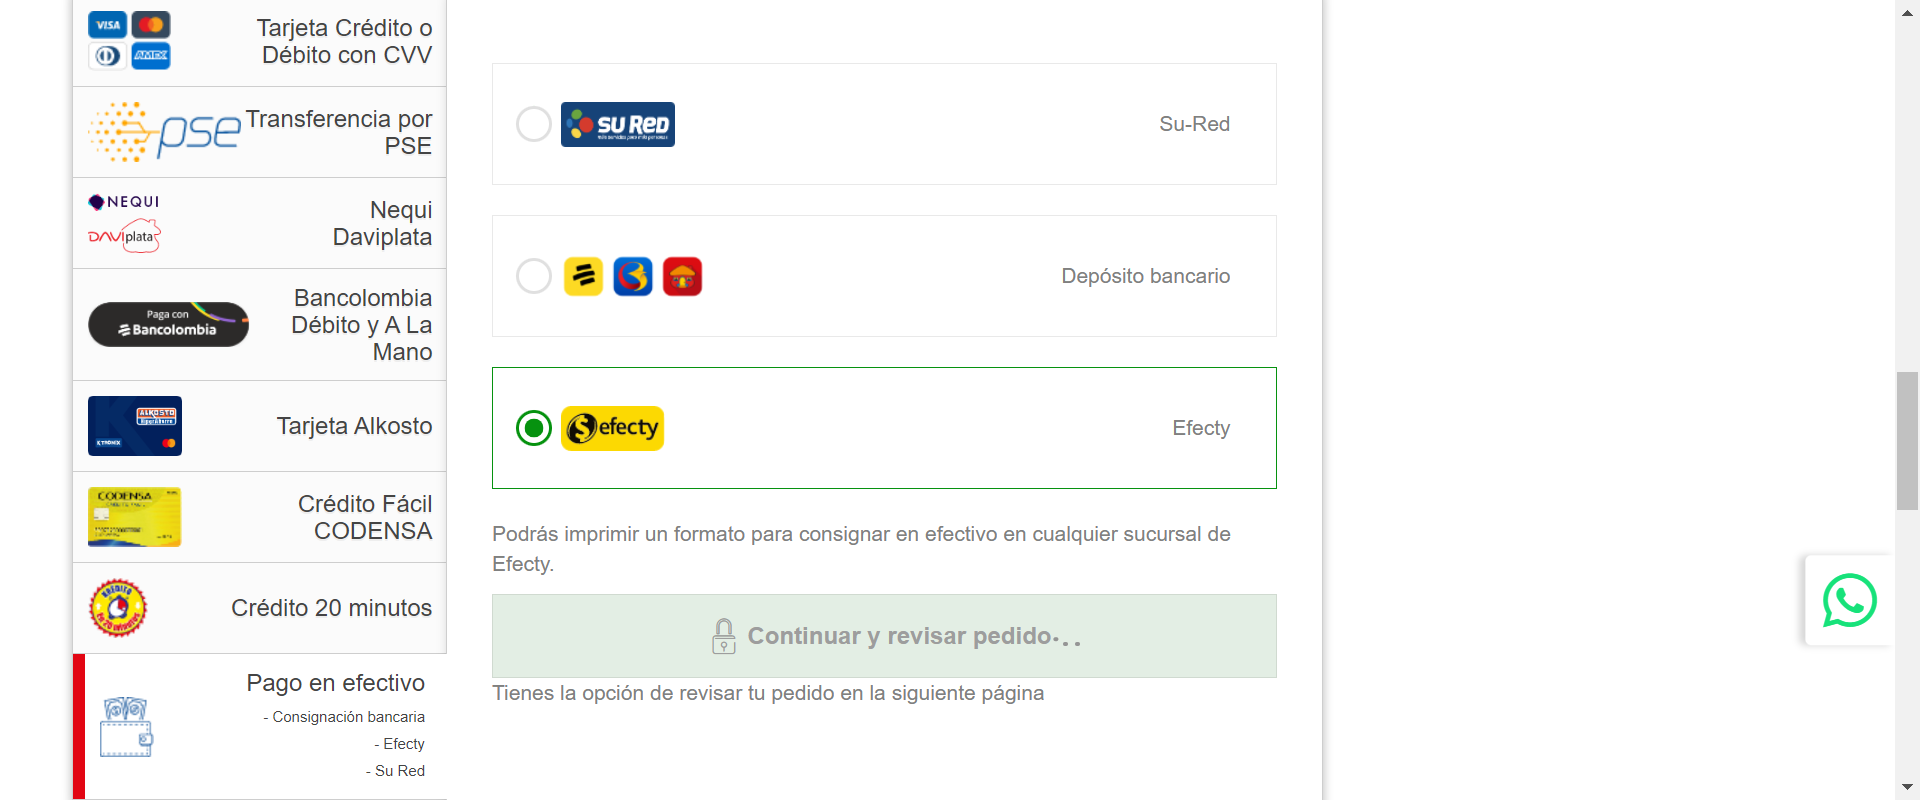 VISA
AMEX
Tarjeta Crédito o
Débito con CVV
pse
Transferencia por
PSE
NEQUI
DAVIplata
Nequi
Daviplata
Paga con
Bancolombia
Bancolombia
Débito y A La
Mano
ALKOSTO
K
KTRONIX
Tarjeta Alkosto
CODENSA
Crédito Fácil
CODENSA
Crédito 20 minutos
Pago en efectivo
- Consignación bancaria
- Efecty
- Su Red
SU RED
Su-Red
Depósito bancario
efecty
Efecty
Podrás imprimir un formato para consignar en efectivo en cualquier sucursal de
Efecty.
Continuar y revisar pedido...
Tienes la opción de revisar tu pedido en la siguiente página